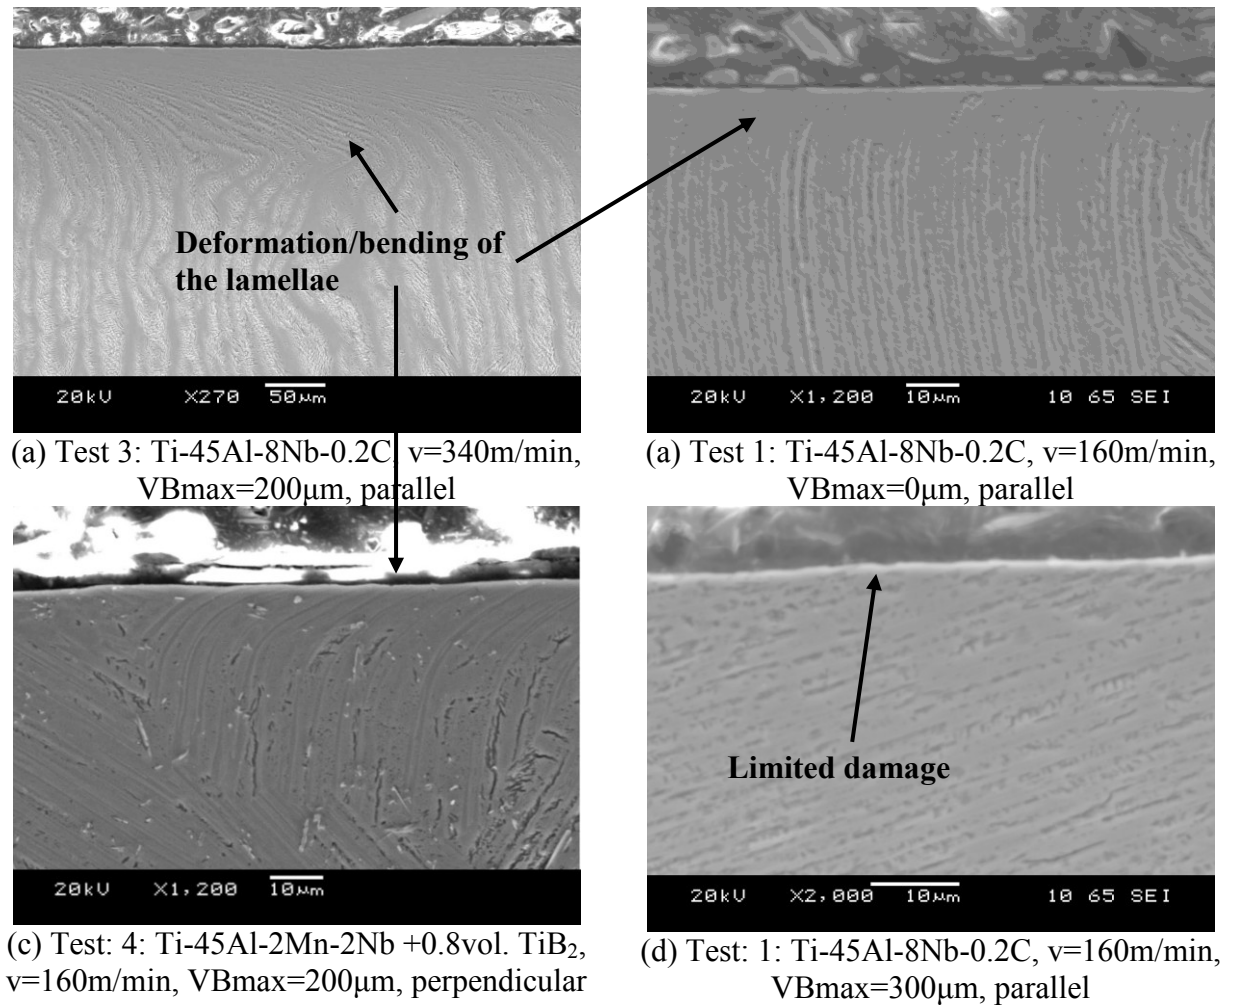 Deformation/bending of
the lamellae
20kV X270 50μm
20kV X1,200 10μm 10 65 SEI
(a) Test 3: Ti-45Al-8Nb-0.2C, v=340m/min,
VBmax=200μm, parallel
(a) Test 1: Ti-45Al-8Nb-0.2C, v=160m/min,
VBmax=0μm, parallel
Limited damage
20kV X1,200 10μm
20kV X2,000 10μm 10 65 SEI
(c) Test: 4: Ti-45Al-2Mn-2Nb +0.8vol. TiB₂,
v=160m/min, VBmax=200μm, perpendicular
(d) Test: 1: Ti-45Al-8Nb-0.2C, v=160m/min,
VBmax=300μm, parallel